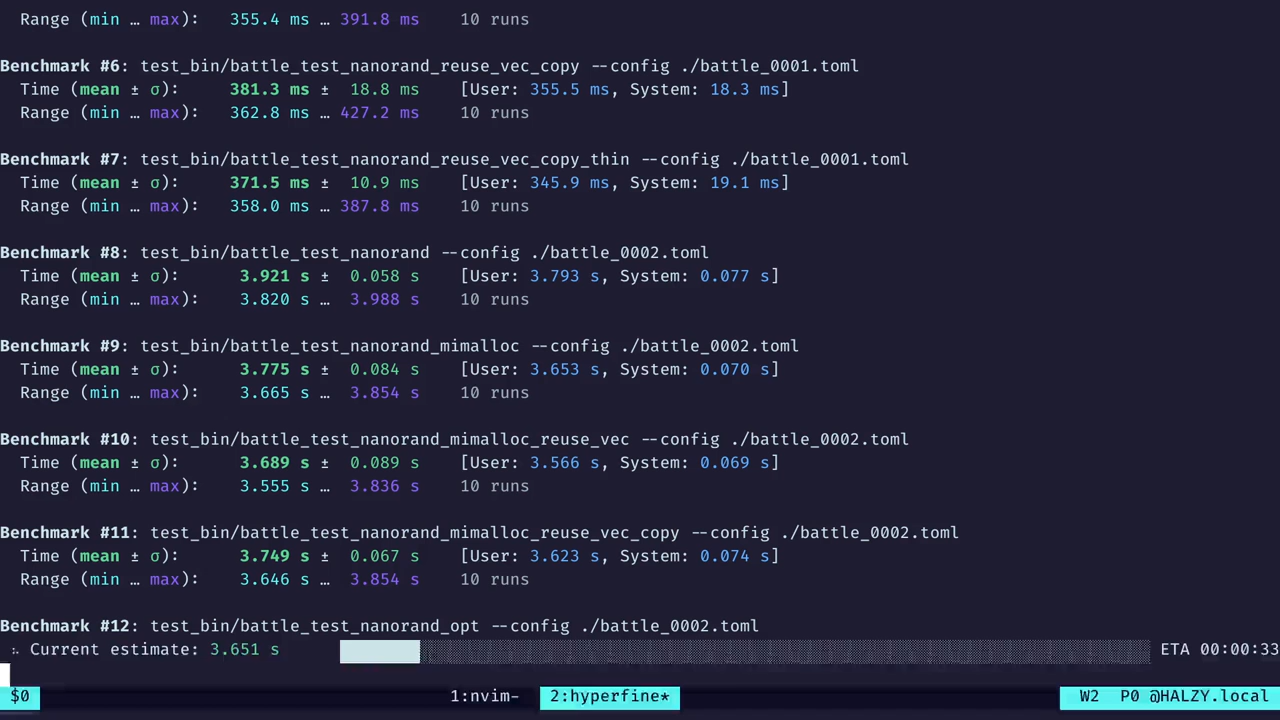 Range (min … max): 355.4 ms … 391.8 ms 10 runs
Benchmark #6: test_bin/battle_test_nanorand_reuse_vec_copy --config ./battle_0001.toml
Time (mean ± σ): 381.3 ms ± 18.8 ms [User: 355.5 ms, System: 18.3 ms]
Range (min … max): 362.8 ms … 427.2 ms 10 runs
Benchmark #7: test_bin/battle_test_nanorand_reuse_vec_copy_thin --config ./battle_0001.toml
Time (mean ± σ): 371.5 ms ± 10.9 ms [User: 345.9 ms, System: 19.1 ms]
Range (min … max): 358.0 ms … 387.8 ms 10 runs
Benchmark #8: test_bin/battle_test_nanorand --config ./battle_0002.toml
Time (mean ± σ): 3.921 s ± 0.058 s [User: 3.793 s, System: 0.077 s]
Range (min … max): 3.820 s … 3.988 s 10 runs
Benchmark #9: test_bin/battle_test_nanorand_mimalloc --config ./battle_0002.toml
Time (mean ± σ): 3.775 s ± 0.084 s [User: 3.653 s, System: 0.070 s]
Range (min … max): 3.665 s … 3.854 s 10 runs
Benchmark #10: test_bin/battle_test_nanorand_mimalloc_reuse_vec --config ./battle_0002.toml
Time (mean ± σ): 3.689 s ± 0.089 s [User: 3.566 s, System: 0.069 s]
Range (min … max): 3.555 s … 3.836 s 10 runs
Benchmark #11: test_bin/battle_test_nanorand_mimalloc_reuse_vec_copy --config ./battle_0002.toml
Time (mean ± σ): 3.749 s ± 0.067 s [User: 3.623 s, System: 0.074 s]
Range (min … max): 3.646 s … 3.854 s 10 runs
Benchmark #12: test_bin/battle_test_nanorand_opt --config ./battle_0002.toml
Current estimate: 3.651 s ETA 00:00:33
$0 1:nvim- 2:hyperfine* W2 P0 @HALZY.local